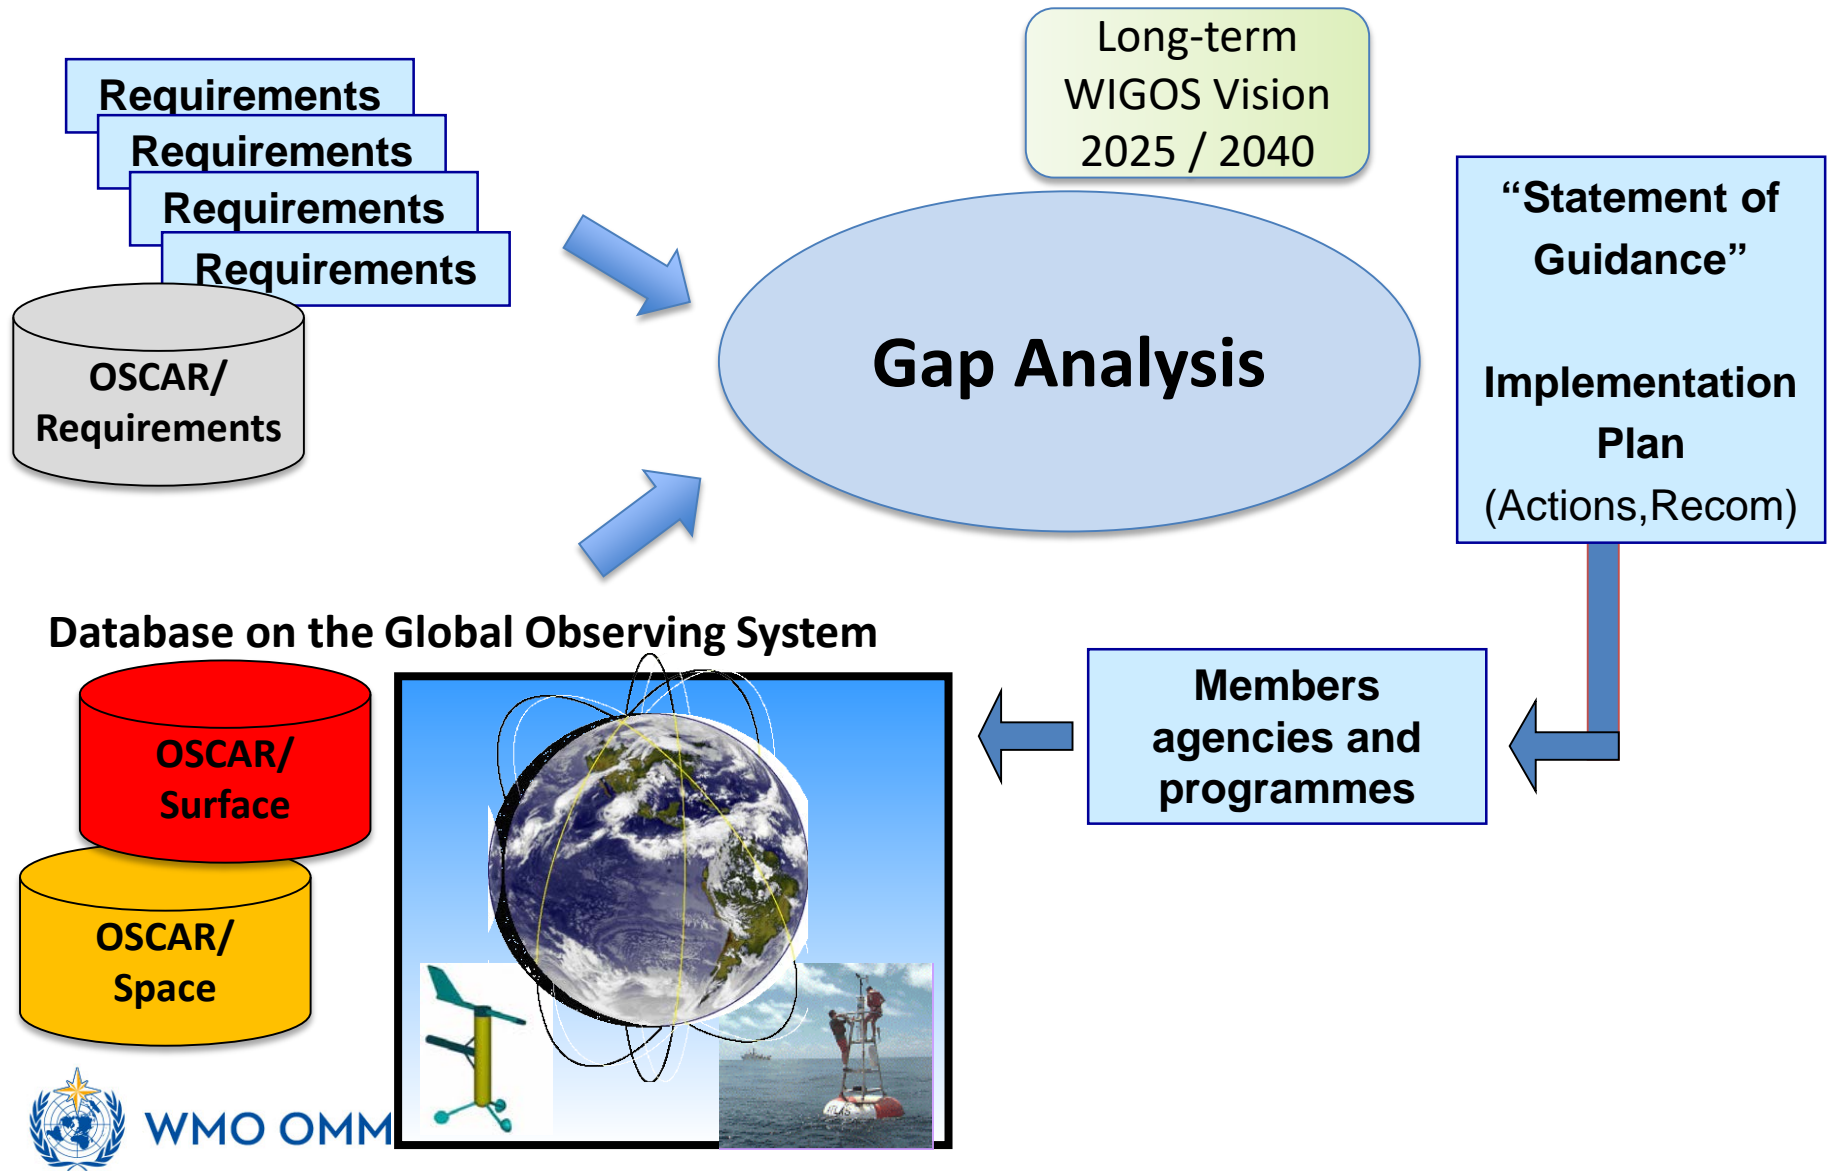 Requirements
Requirements
Requirements
Requirements
OSCAR/
Requirements
Long-term
WIGOS Vision
2025 / 2040
Gap Analysis
“Statement of
Guidance”
Implementation
Plan
(Actions,Recom)
Database on the Global Observing System
OSCAR/
Surface
OSCAR/
Space
Members
agencies and
programmes
ATLAS
WMO OMM